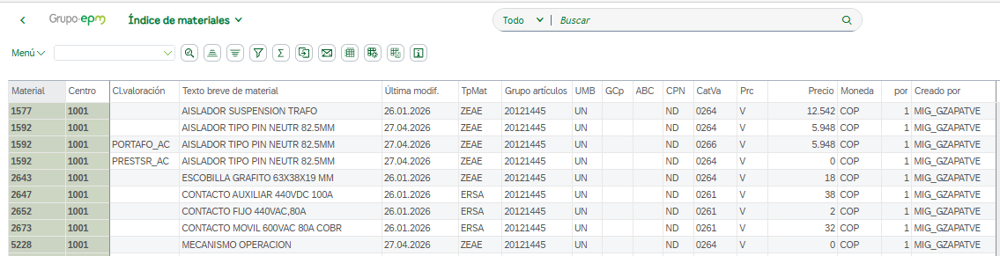 Grupo·epm Índice de materiales Todo Buscar
Menú
Material Centro Cl.valoración Texto breve de material Última modif. TpMat Grupo artículos UMB GCp ABC CPN CatVa Prc Precio Moneda por Creado por
1577 1001 AISLADOR SUSPENSION TRAFO 26.01.2026 ZEAE 20121445 UN ND 0264 V 12.542 COP 1 MIG_GZAPATVE
1592 1001 AISLADOR TIPO PIN NEUTR 82.5MM 27.04.2026 ZEAE 20121445 UN ND 0264 V 5.948 COP 1 MIG_GZAPATVE
1592 1001 PORTAFO_AC AISLADOR TIPO PIN NEUTR 82.5MM 26.01.2026 ZEAE 20121445 UN ND 0266 V 5.948 COP 1 MIG_GZAPATVE
1592 1001 PRESTSR_AC AISLADOR TIPO PIN NEUTR 82.5MM 27.04.2026 ZEAE 20121445 UN ND 0264 V 0 COP 1 MIG_GZAPATVE
2643 1001 ESCOBILLA GRAFITO 63X38X19 MM 26.01.2026 ZEAE 20121445 UN ND 0264 V 18 COP 1 MIG_GZAPATVE
2647 1001 CONTACTO AUXILIAR 440VDC 100A 26.01.2026 ERSA 20121445 UN ND 0261 V 38 COP 1 MIG_GZAPATVE
2652 1001 CONTACTO FIJO 440VAC,80A 26.01.2026 ERSA 20121445 UN ND 0261 V 2 COP 1 MIG_GZAPATVE
2673 1001 CONTACTO MOVIL 600VAC 80A COBR 26.01.2026 ERSA 20121445 UN ND 0261 V 32 COP 1 MIG_GZAPATVE
5228 1001 MECANISMO OPERACION 27.04.2026 ZEAE 20121445 UN ND 0264 V 0 COP 1 MIG_GZAPATVE